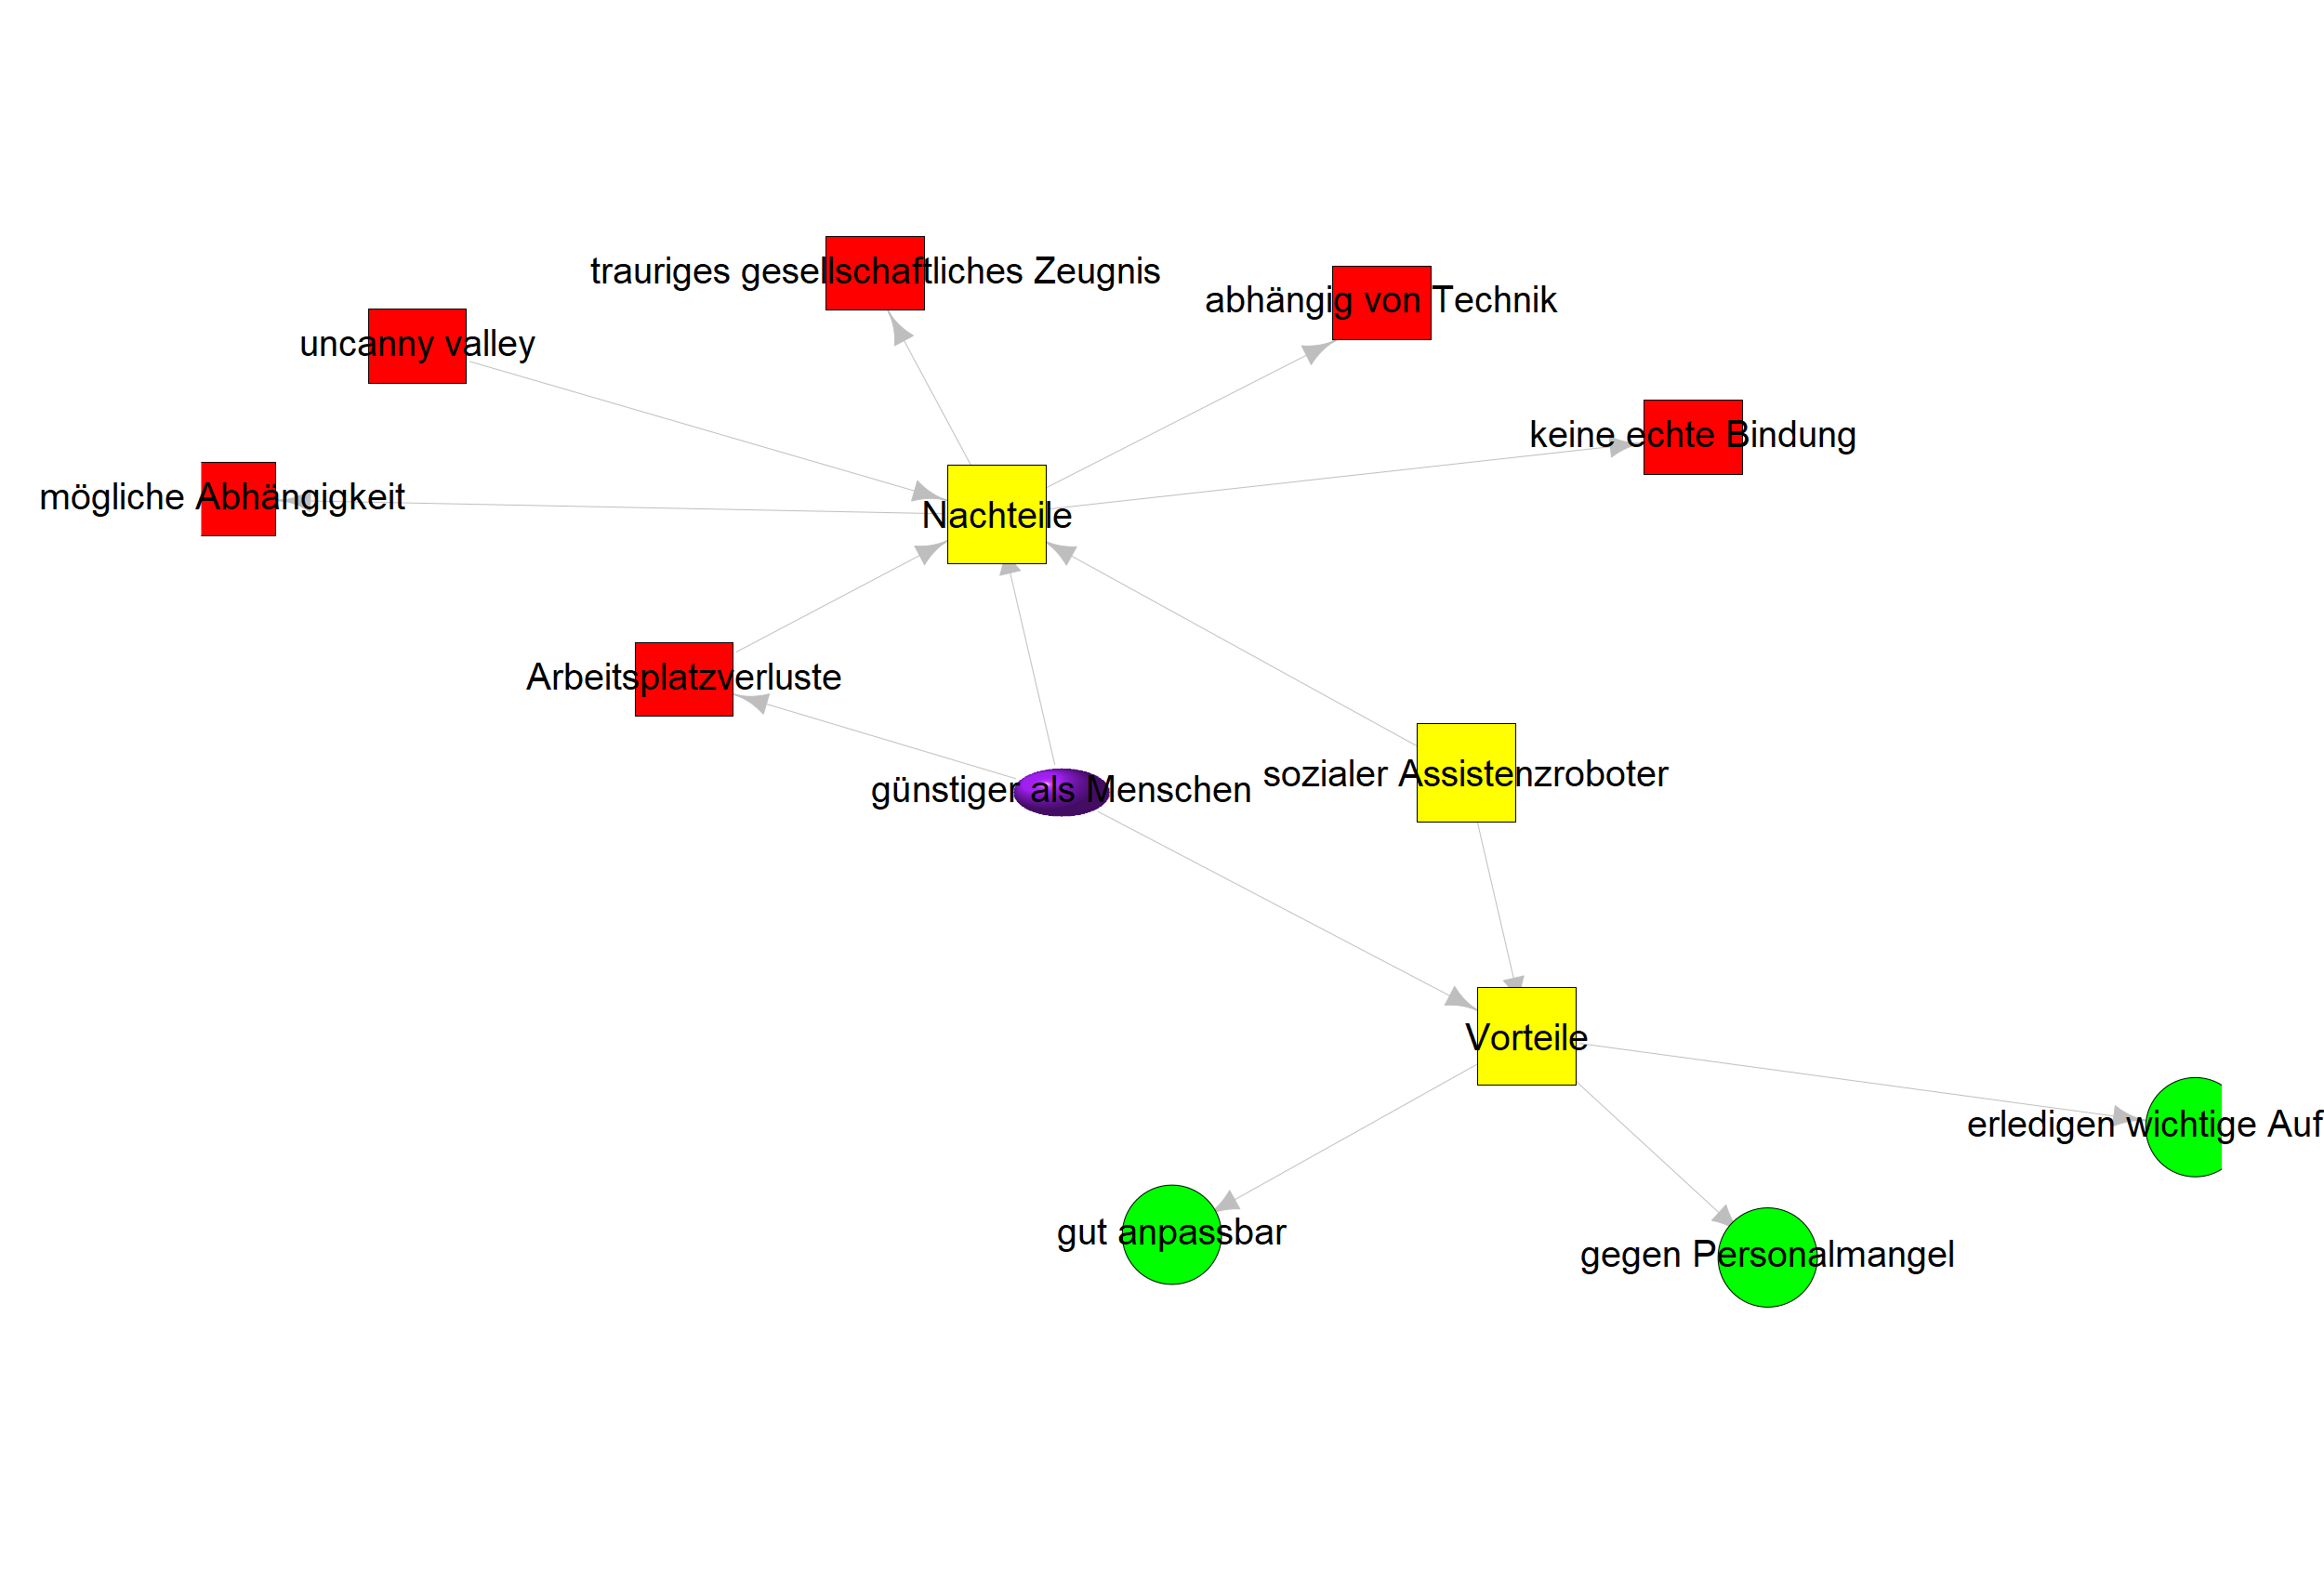 trauriges gesellschaftliches Zeugnis
abhängig von Technik
uncanny valley
keine echte Bindung
mögliche Abhängigkeit
Nachteile
Arbeitsplatzverluste
günstiger als Menschen
sozialer Assistenzroboter
Vorteile
erledigen wichtige Auf
gut anpassbar
gegen Personalmangel